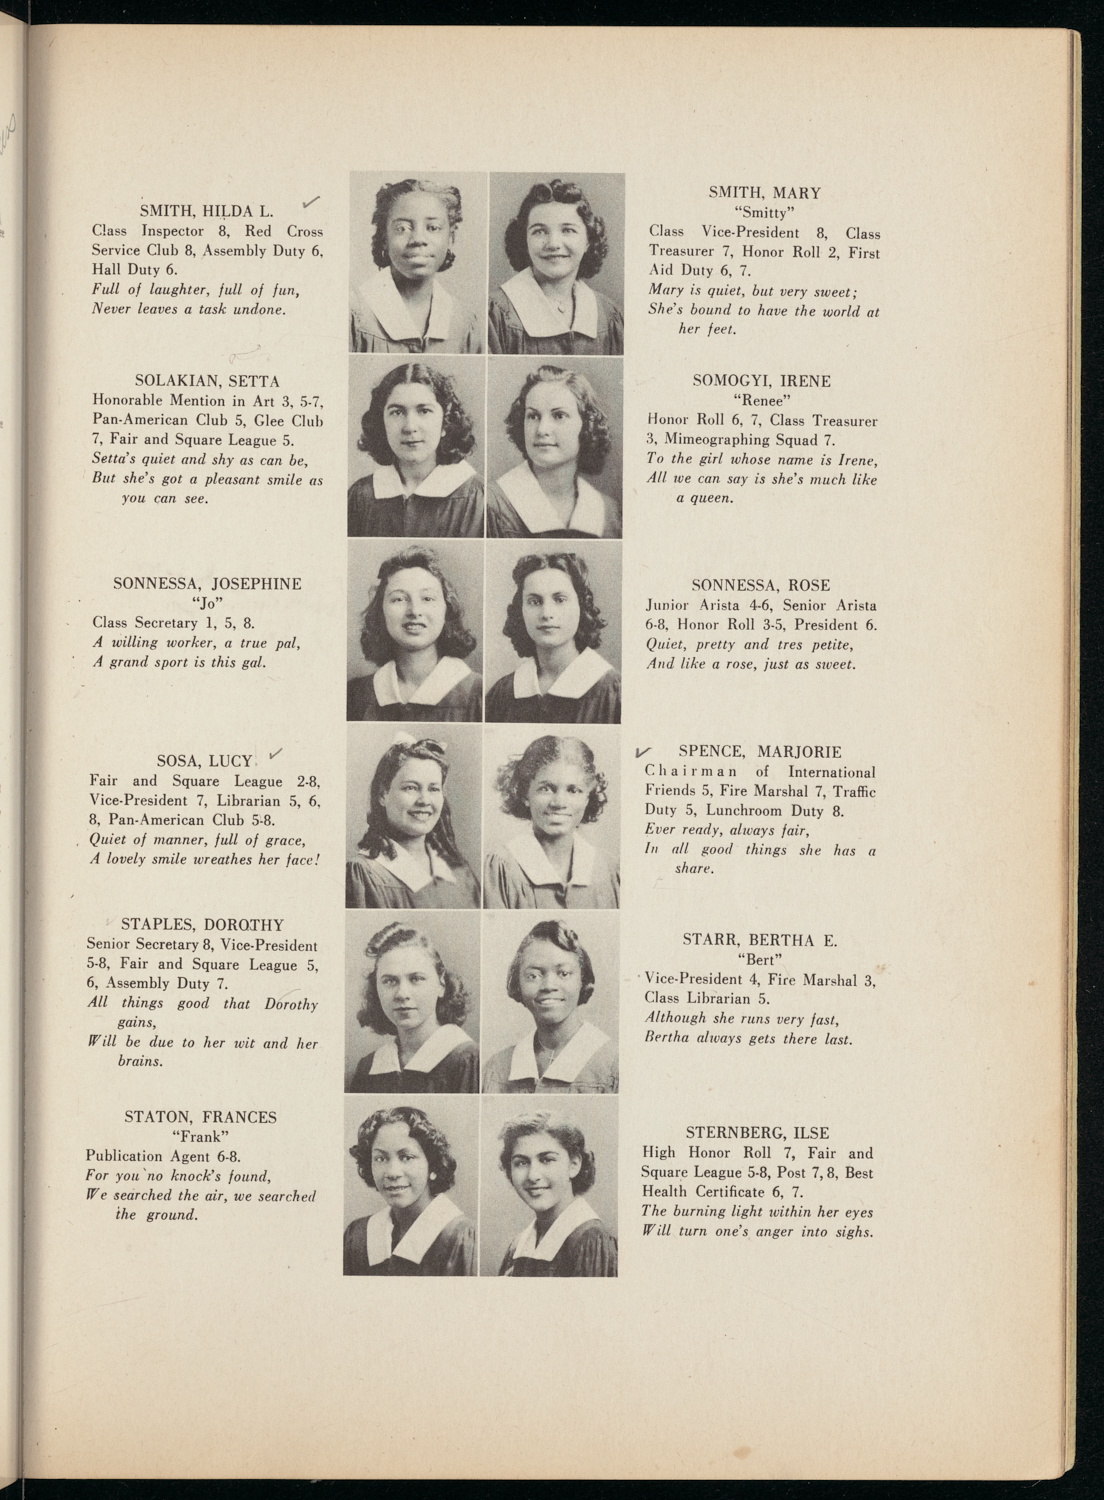 SMITH, HILDA L.
Class Inspector 8, Red Cross
Service Club 8, Assembly Duty 6,
Hall Duty 6.
Full of laughter, full of fun,
Never leaves a task undone.
SMITH, MARY
“Smitty”
Class Vice-President 8, Class
Treasurer 7, Honor Roll 2, First
Aid Duty 6, 7.
Mary is quiet, but very sweet;
She's bound to have the world at
her feet.
SOLAKIAN, SETTA
Honorable Mention in Art 3, 5-7,
Pan-American Club 5, Glee Club
7, Fair and Square League 5.
Setta's quiet and shy as can be,
But she's got a pleasant smile as
you can see.
SOMOGYI, IRENE
“Renee”
Honor Roll 6, 7, Class Treasurer
3, Mimeographing Squad 7.
To the girl whose name is Irene,
All we can say is she's much like
a queen.
SONNESSA, JOSEPHINE
“Jo”
Class Secretary 1, 5, 8.
A willing worker, a true pal,
A grand sport is this gal.
SONNESSA, ROSE
Junior Arista 4-6, Senior Arista
6-8, Honor Roll 3-5, President 6.
Quiet, pretty and tres petite,
And like a rose, just as sweet.
SOSA, LUCY
Fair and Square League 2-8,
Vice-President 7, Librarian 5, 6,
8, Pan-American Club 5-8.
Quiet of manner, full of grace,
A lovely smile wreathes her face!
SPENCE, MARJORIE
Chairman of International
Friends 5, Fire Marshal 7, Traffic
Duty 5, Lunchroom Duty 8.
Ever ready, always fair,
In all good things she has a
share.
STAPLES, DOROTHY
Senior Secretary 8, Vice-President
5-8, Fair and Square League 5,
6, Assembly Duty 7.
All things good that Dorothy
gains,
Will be due to her wit and her
brains.
STARR, BERTHA E.
“Bert”
Vice-President 4, Fire Marshal 3,
Class Librarian 5.
Although she runs very fast,
Bertha always gets there last.
STATON, FRANCES
“Frank”
Publication Agent 6-8.
For you no knock's found,
We searched the air, we searched
the ground.
STERNBERG, ILSE
High Honor Roll 7, Fair and
Square League 5-8, Post 7, 8, Best
Health Certificate 6, 7.
The burning light within her eyes
Will turn one's anger into sighs.